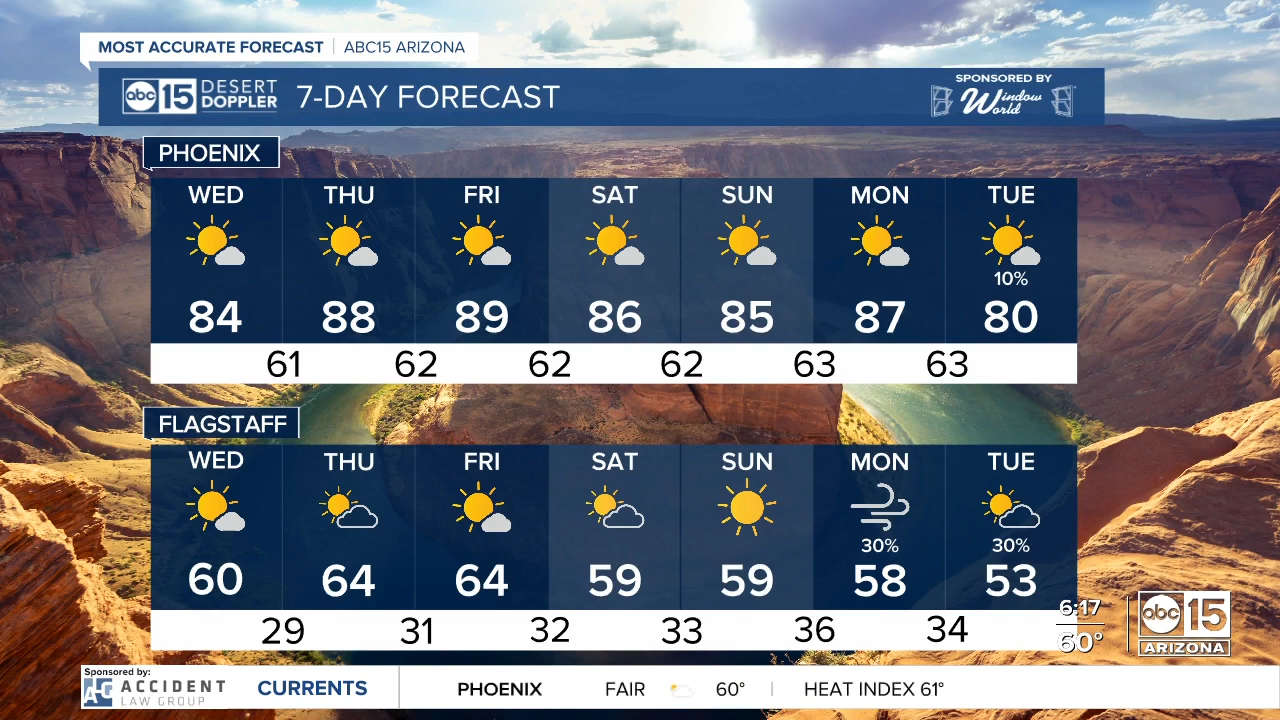 MOST ACCURATE FORECAST | ABC15 ARIZONA
abc 15 DESERT DOPPLER 7-DAY FORECAST
SPONSORED BY
Window World
PHOENIX
WED THU FRI SAT SUN MON TUE
10%
84 88 89 86 85 87 80
61 62 62 62 63 63
FLAGSTAFF
WED THU FRI SAT SUN MON TUE
30% 30%
60 64 64 59 59 58 53
29 31 32 33 36 34
6:17
60°
abc 15
ARIZONA
Sponsored by:
AG ACCIDENT
LAW GROUP
CURRENTS
PHOENIX FAIR 60° | HEAT INDEX 61°